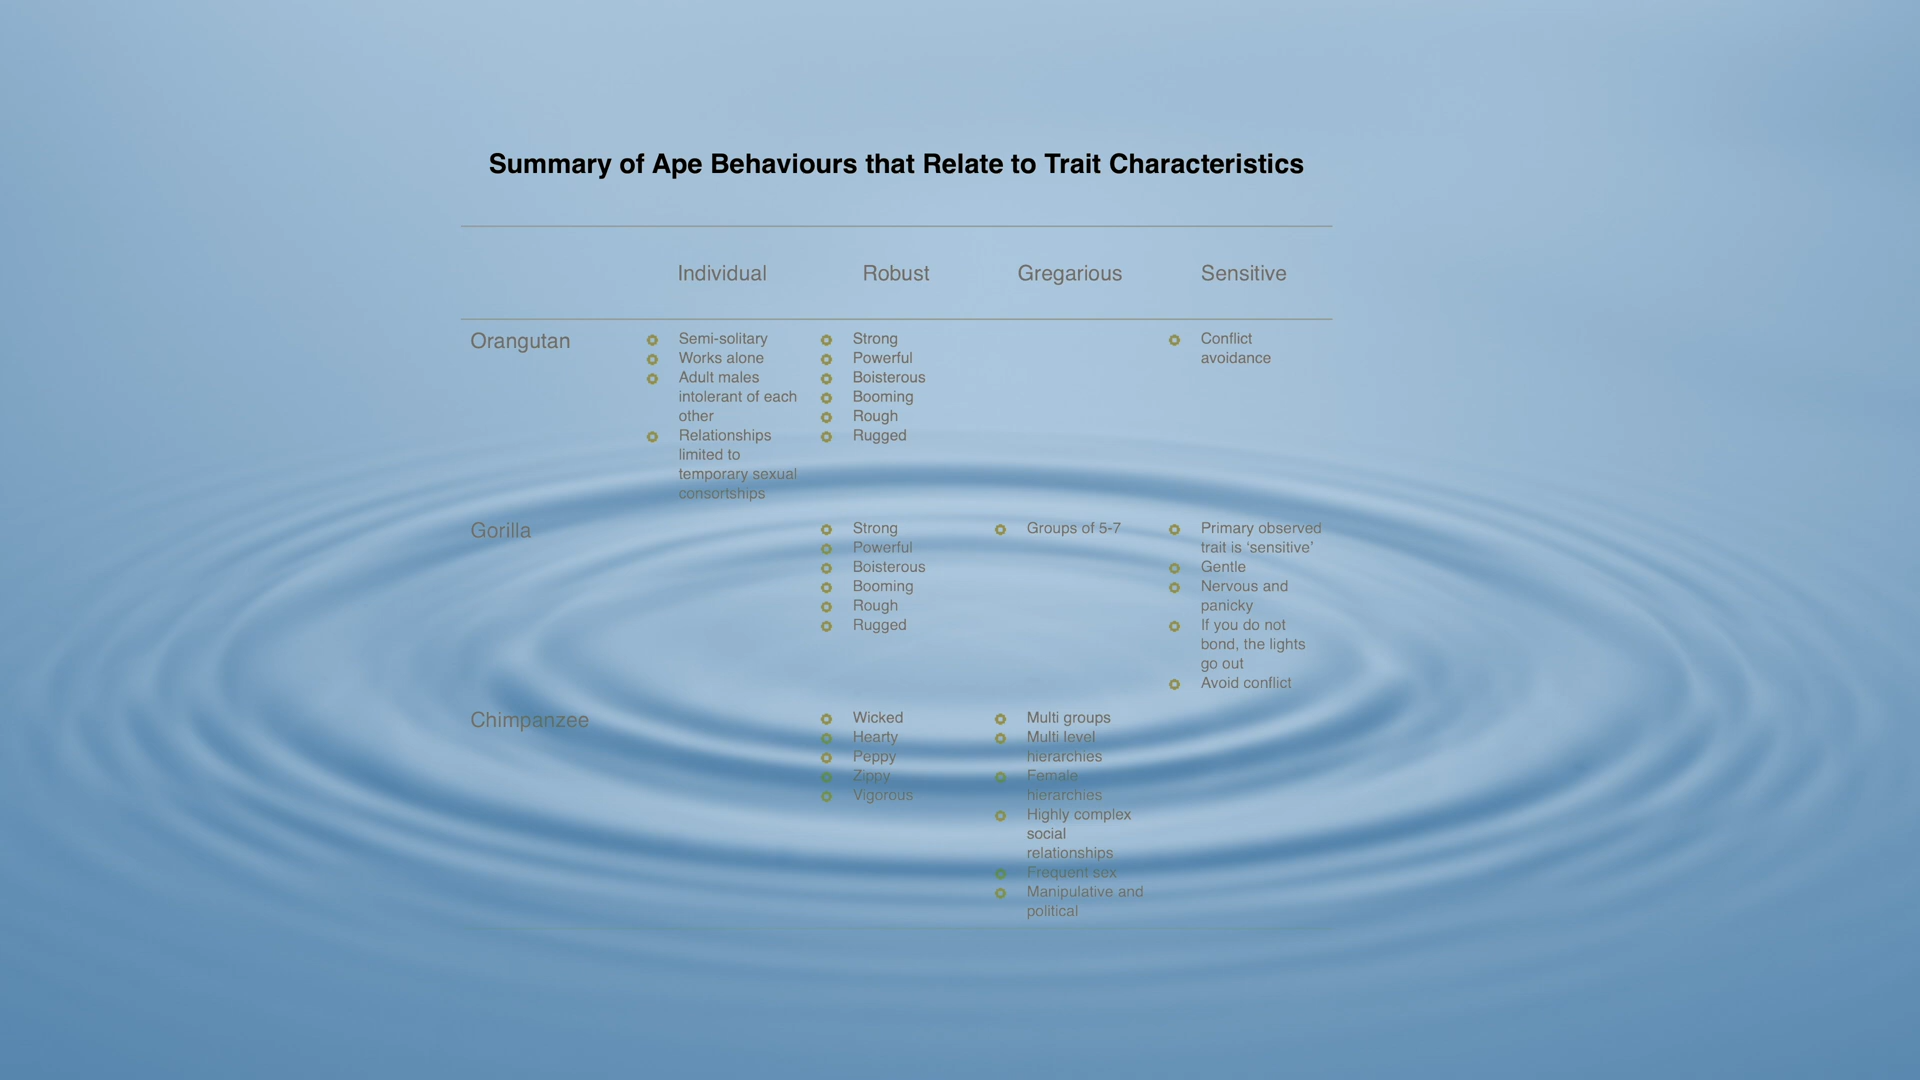 Summary of Ape Behaviours that Relate to Trait Characteristics
Individual Robust Gregarious Sensitive
Orangutan
Semi-solitary
Works alone
Adult males
intolerant of each
other
Relationships
limited to
temporary sexual
consortships
Strong
Powerful
Boisterous
Booming
Rough
Rugged
Conflict
avoidance
Gorilla
Strong
Powerful
Boisterous
Booming
Rough
Rugged
Groups of 5-7
Primary observed
trait is ‘sensitive’
Gentle
Nervous and
panicky
If you do not
bond, the lights
go out
Avoid conflict
Chimpanzee
Wicked
Hearty
Peppy
Zippy
Vigorous
Multi groups
Multi level
hierarchies
Female
hierarchies
Highly complex
social
relationships
Frequent sex
Manipulative and
political